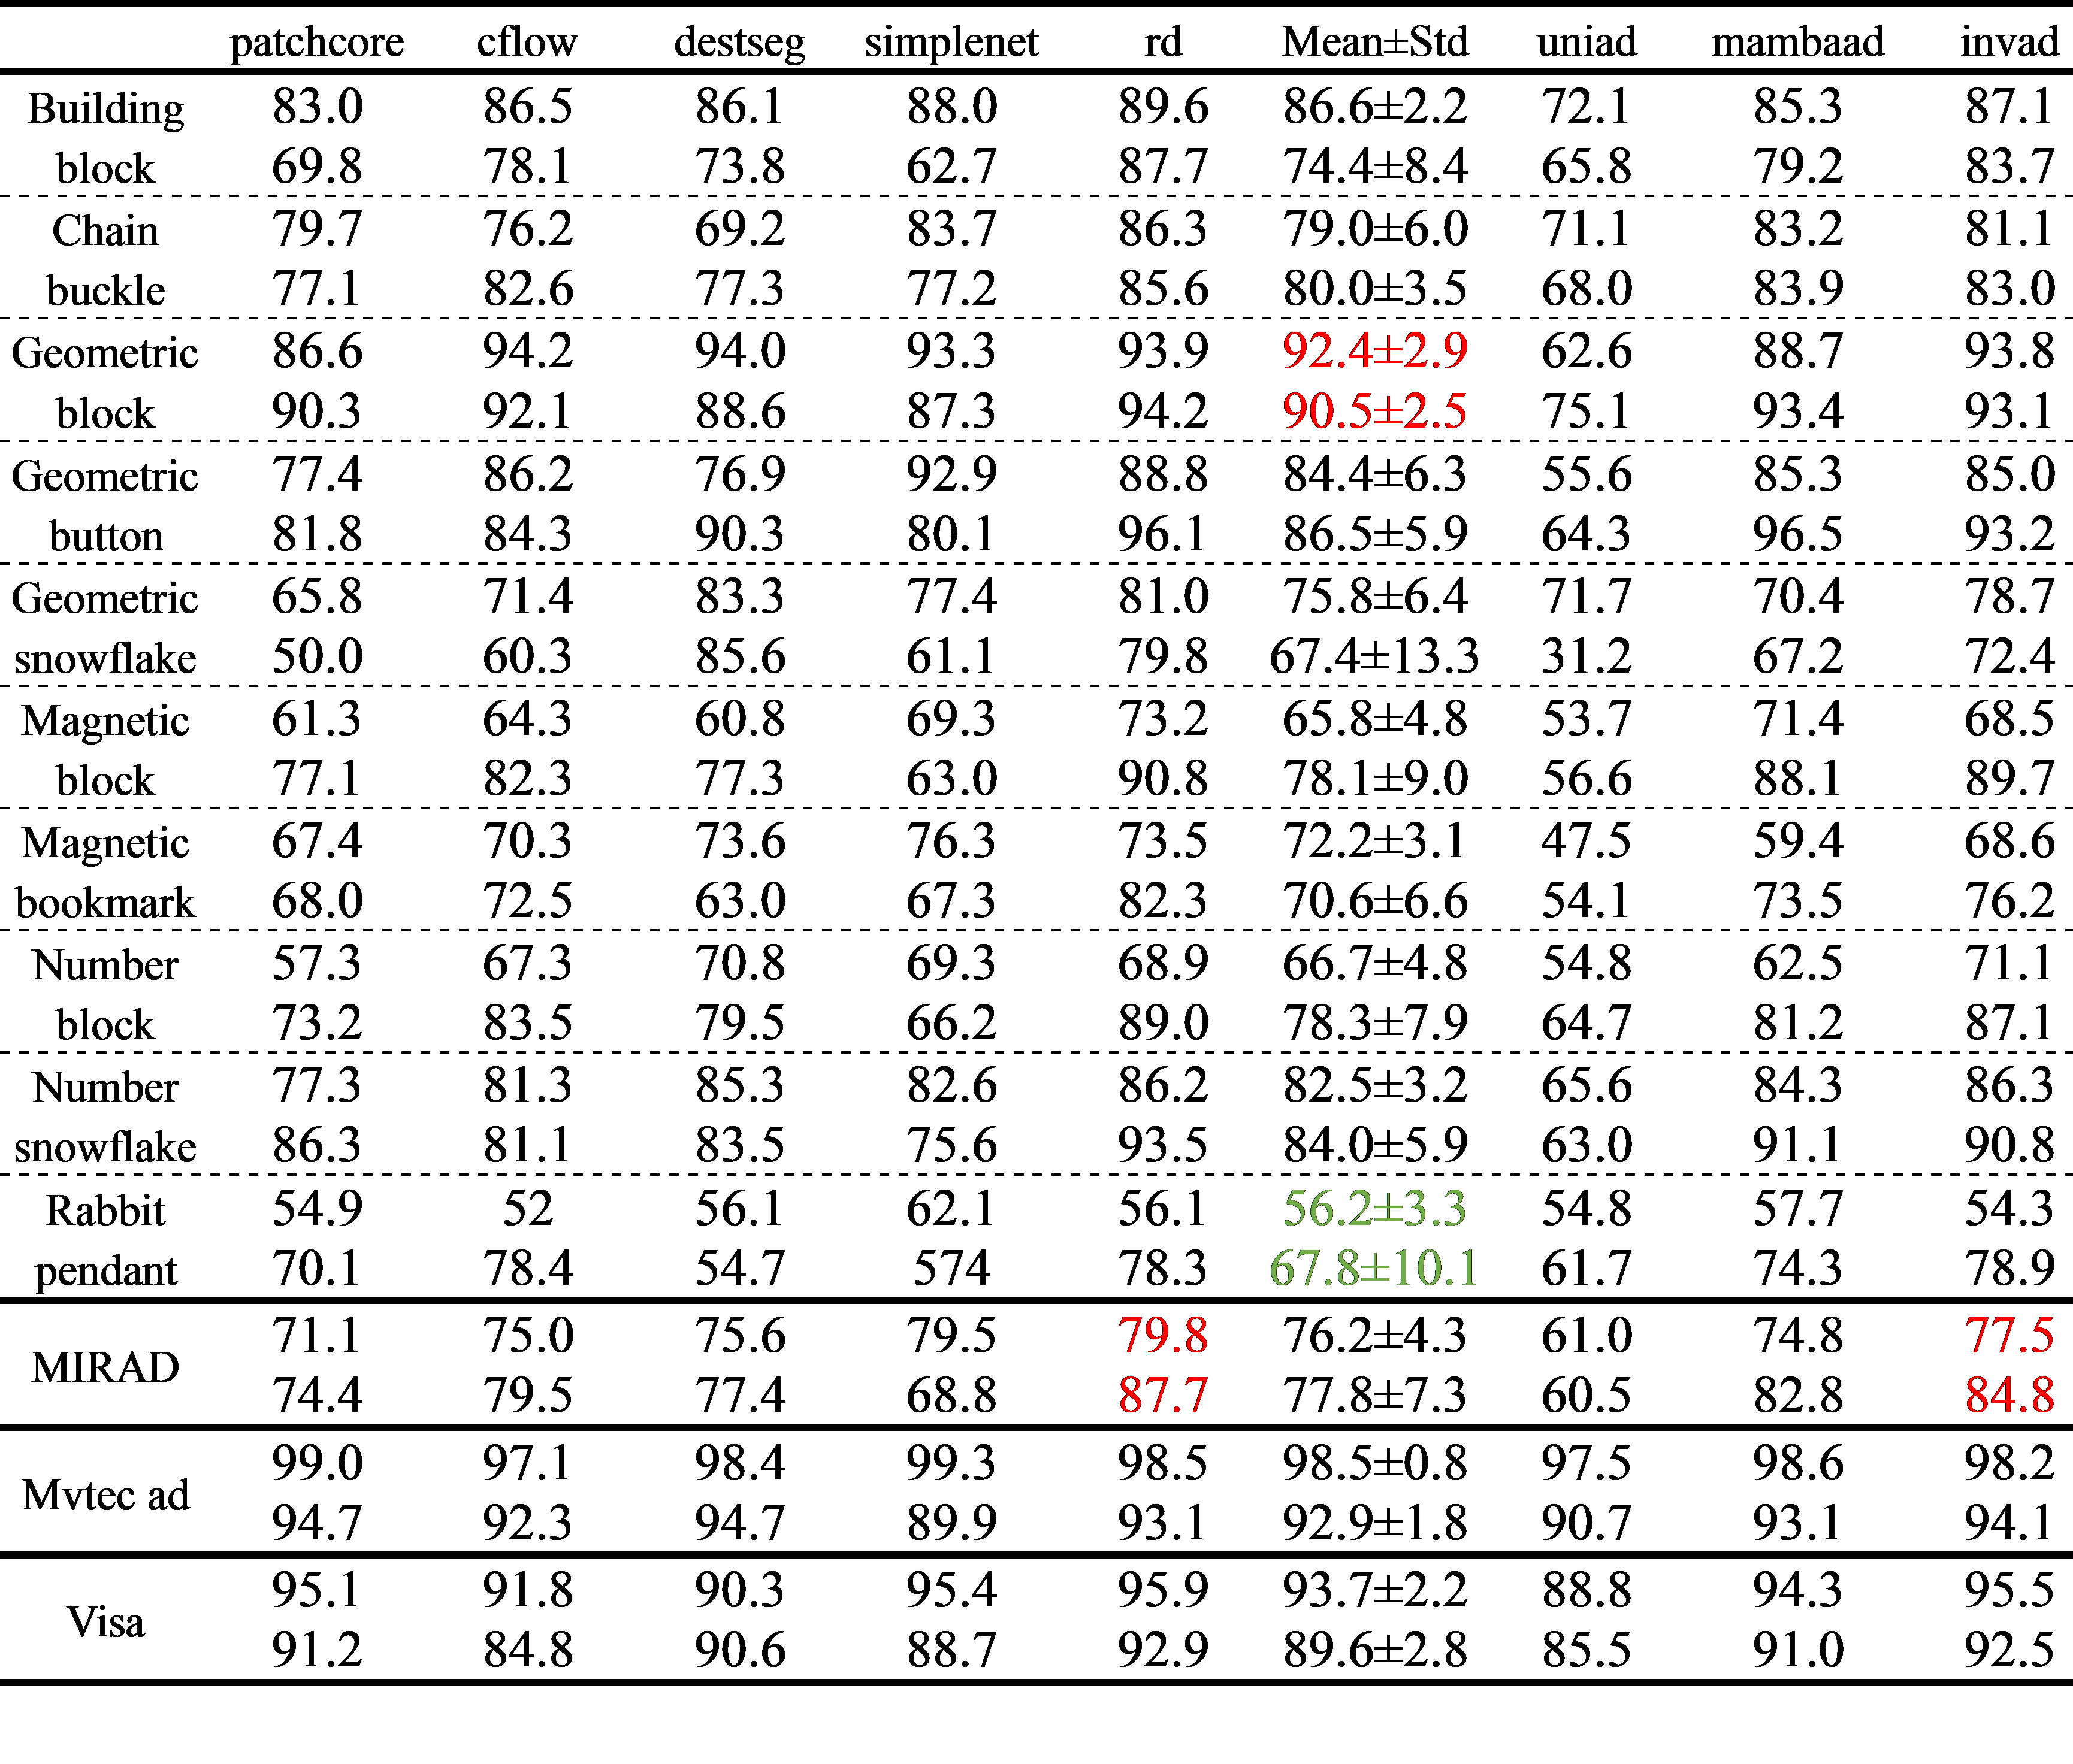 patchcore cflow destseg simplenet rd Mean±Std uniad mambaad invad
Building 83.0 86.5 86.1 88.0 89.6 86.6±2.2 72.1 85.3 87.1
block 69.8 78.1 73.8 62.7 87.7 74.4±8.4 65.8 79.2 83.7
Chain 79.7 76.2 69.2 83.7 86.3 79.0±6.0 71.1 83.2 81.1
buckle 77.1 82.6 77.3 77.2 85.6 80.0±3.5 68.0 83.9 83.0
Geometric 86.6 94.2 94.0 93.3 93.9 92.4±2.9 62.6 88.7 93.8
block 90.3 92.1 88.6 87.3 94.2 90.5±2.5 75.1 93.4 93.1
Geometric 77.4 86.2 76.9 92.9 88.8 84.4±6.3 55.6 85.3 85.0
button 81.8 84.3 90.3 80.1 96.1 86.5±5.9 64.3 96.5 93.2
Geometric 65.8 71.4 83.3 77.4 81.0 75.8±6.4 71.7 70.4 78.7
snowflake 50.0 60.3 85.6 61.1 79.8 67.4±13.3 31.2 67.2 72.4
Magnetic 61.3 64.3 60.8 69.3 73.2 65.8±4.8 53.7 71.4 68.5
block 77.1 82.3 77.3 63.0 90.8 78.1±9.0 56.6 88.1 89.7
Magnetic 67.4 70.3 73.6 76.3 73.5 72.2±3.1 47.5 59.4 68.6
bookmark 68.0 72.5 63.0 67.3 82.3 70.6±6.6 54.1 73.5 76.2
Number 57.3 67.3 70.8 69.3 68.9 66.7±4.8 54.8 62.5 71.1
block 73.2 83.5 79.5 66.2 89.0 78.3±7.9 64.7 81.2 87.1
Number 77.3 81.3 85.3 82.6 86.2 82.5±3.2 65.6 84.3 86.3
snowflake 86.3 81.1 83.5 75.6 93.5 84.0±5.9 63.0 91.1 90.8
Rabbit 54.9 52 56.1 62.1 56.1 56.2±3.3 54.8 57.7 54.3
pendant 70.1 78.4 54.7 574 78.3 67.8±10.1 61.7 74.3 78.9
71.1 75.0 75.6 79.5 79.8 76.2±4.3 61.0 74.8 77.5
MIRAD
74.4 79.5 77.4 68.8 87.7 77.8±7.3 60.5 82.8 84.8
99.0 97.1 98.4 99.3 98.5 98.5±0.8 97.5 98.6 98.2
Mvtec ad
94.7 92.3 94.7 89.9 93.1 92.9±1.8 90.7 93.1 94.1
95.1 91.8 90.3 95.4 95.9 93.7±2.2 88.8 94.3 95.5
Visa
91.2 84.8 90.6 88.7 92.9 89.6±2.8 85.5 91.0 92.5